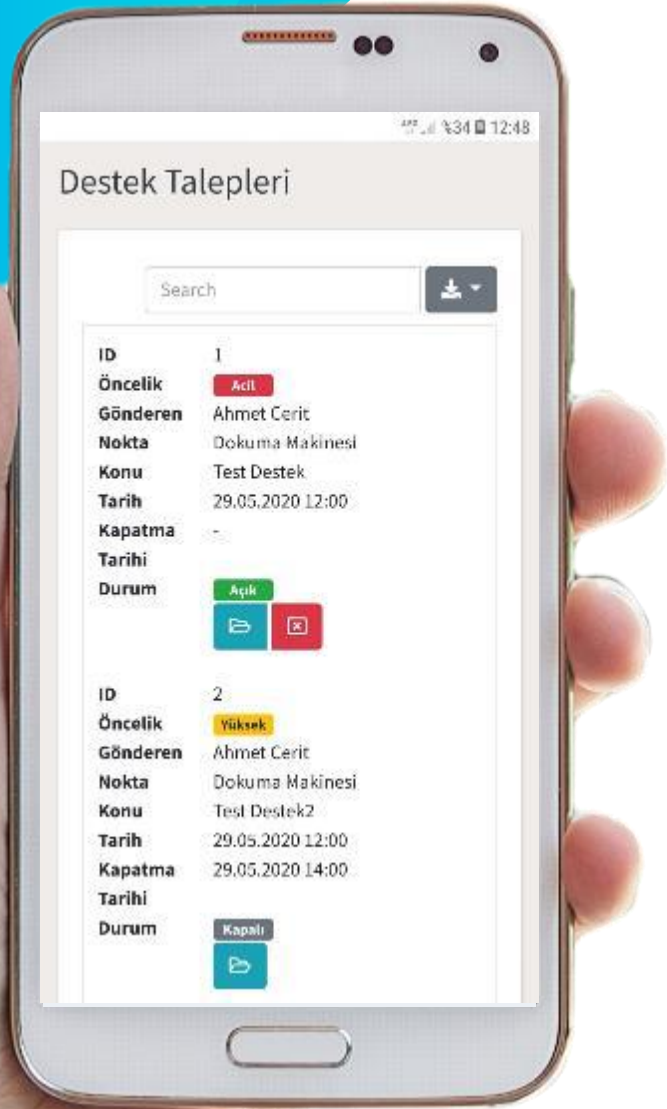 %34 12:48
Destek Talepleri
Search
ID 1
Öncelik Acil
Gönderen Ahmet Cerit
Nokta Dokuma Makinesi
Konu Test Destek
Tarih 29.05.2020 12:00
Kapatma -
Tarihi
Durum Açık
ID 2
Öncelik Yüksek
Gönderen Ahmet Cerit
Nokta Dokuma Makinesi
Konu Test Destek2
Tarih 29.05.2020 12:00
Kapatma 29.05.2020 14:00
Tarihi
Durum Kapalı